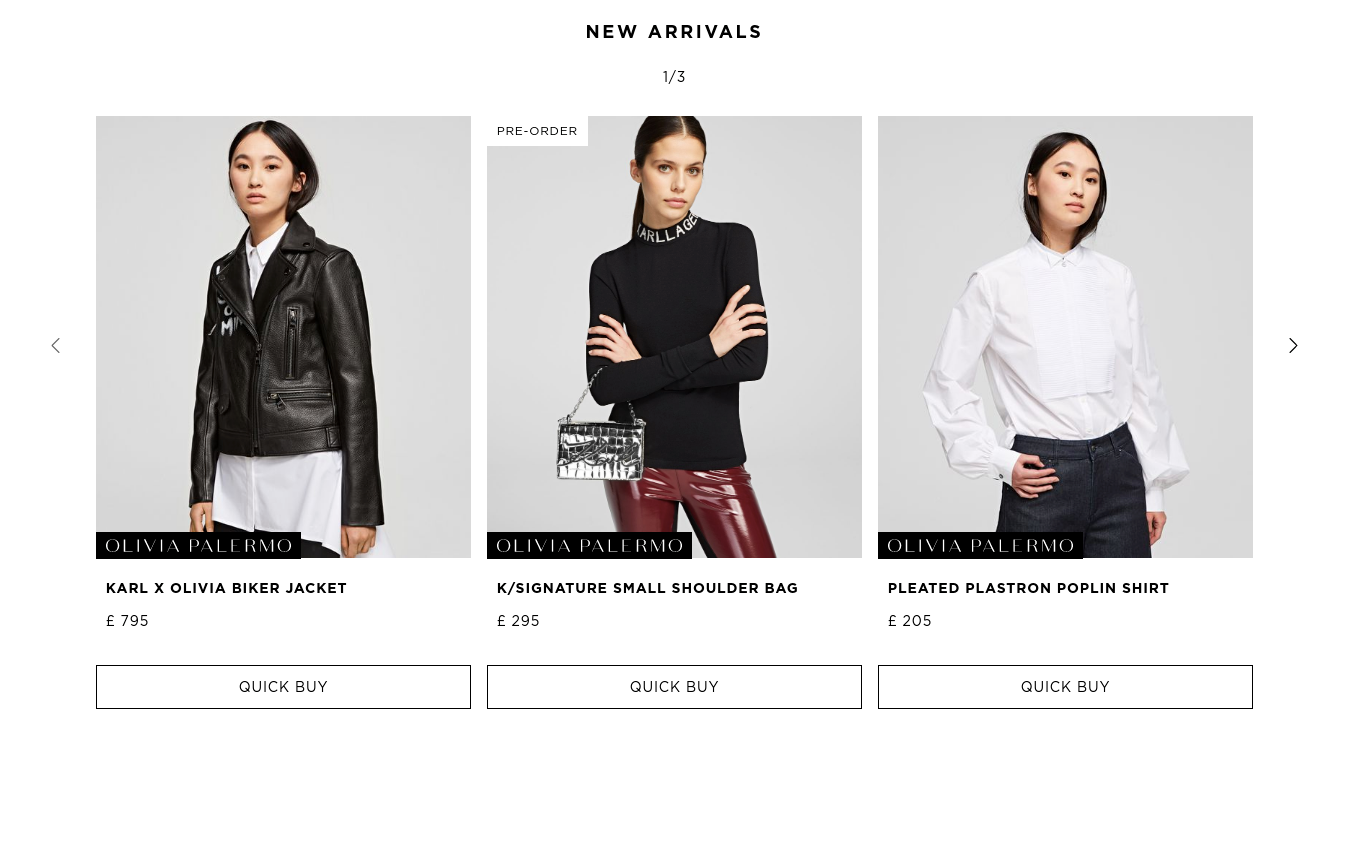 NEW ARRIVALS
1/3
PRE-ORDER
OLIVIA PALERMO
OLIVIA PALERMO
OLIVIA PALERMO
KARL X OLIVIA BIKER JACKET
£ 795
QUICK BUY
K/SIGNATURE SMALL SHOULDER BAG
£ 295
QUICK BUY
PLEATED PLASTRON POPLIN SHIRT
£ 205
QUICK BUY